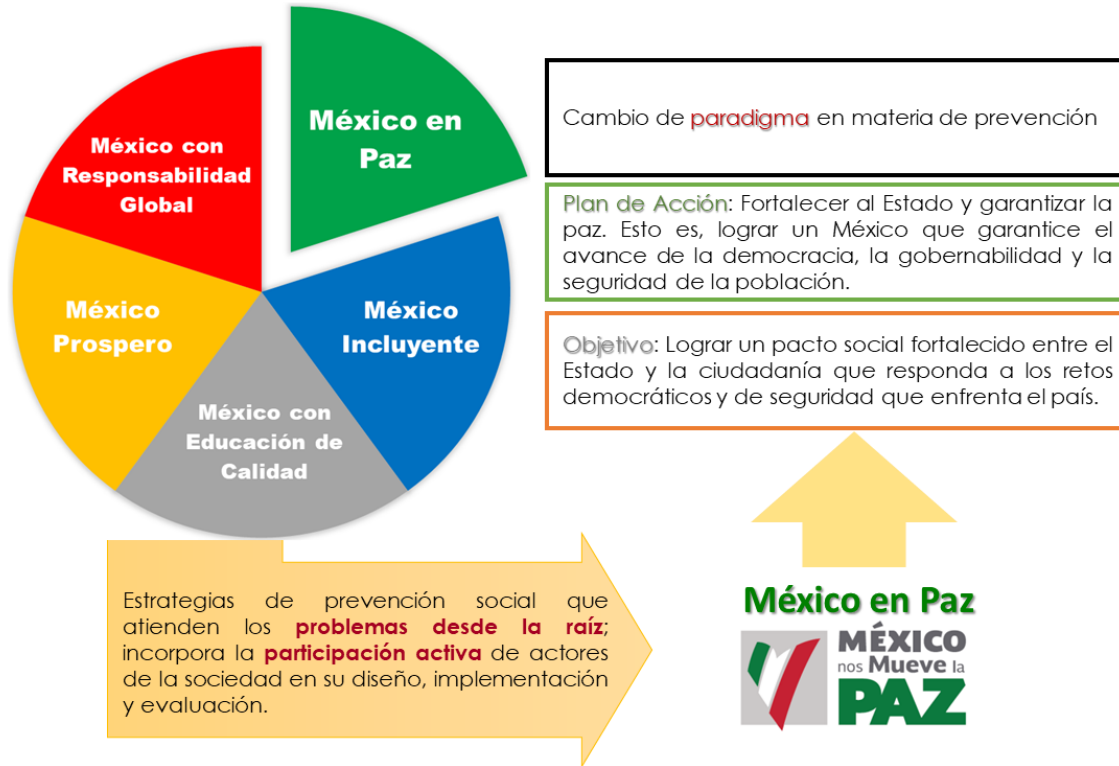 México en
Paz
México con
Responsabilidad
Global
México
Prospero
México
Incluyente
México con
Educación de
Calidad
Cambio de paradigma en materia de prevención
Plan de Acción: Fortalecer al Estado y garantizar la
paz. Esto es, lograr un México que garantice el
avance de la democracia, la gobernabilidad y la
seguridad de la población.
Objetivo: Lograr un pacto social fortalecido entre el
Estado y la ciudadanía que responda a los retos
democráticos y de seguridad que enfrenta el país.
Estrategias de prevención social que
atienden los problemas desde la raíz;
incorpora la participación activa de actores
de la sociedad en su diseño, implementación
y evaluación.
México en Paz
MÉXICO
nos Mueve la
PAZ